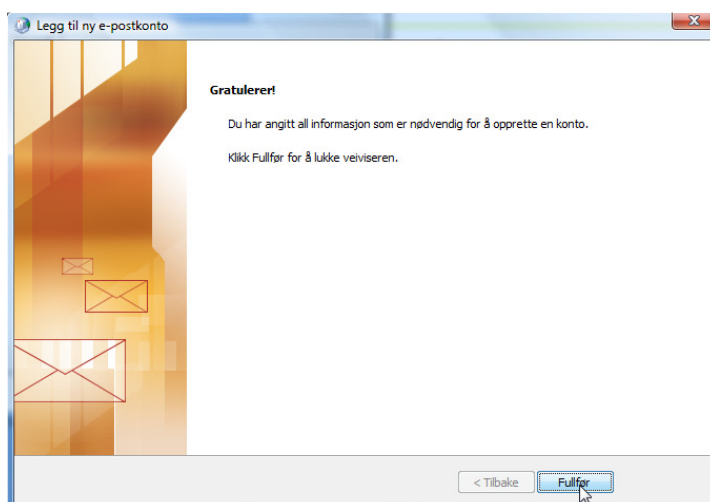 Legg til ny e-postkonto
Gratulerer!
Du har angitt all informasjon som er nødvendig for å opprette en konto.
Klikk Fullfør for å lukke veiviseren.
< Tilbake
Fullfør